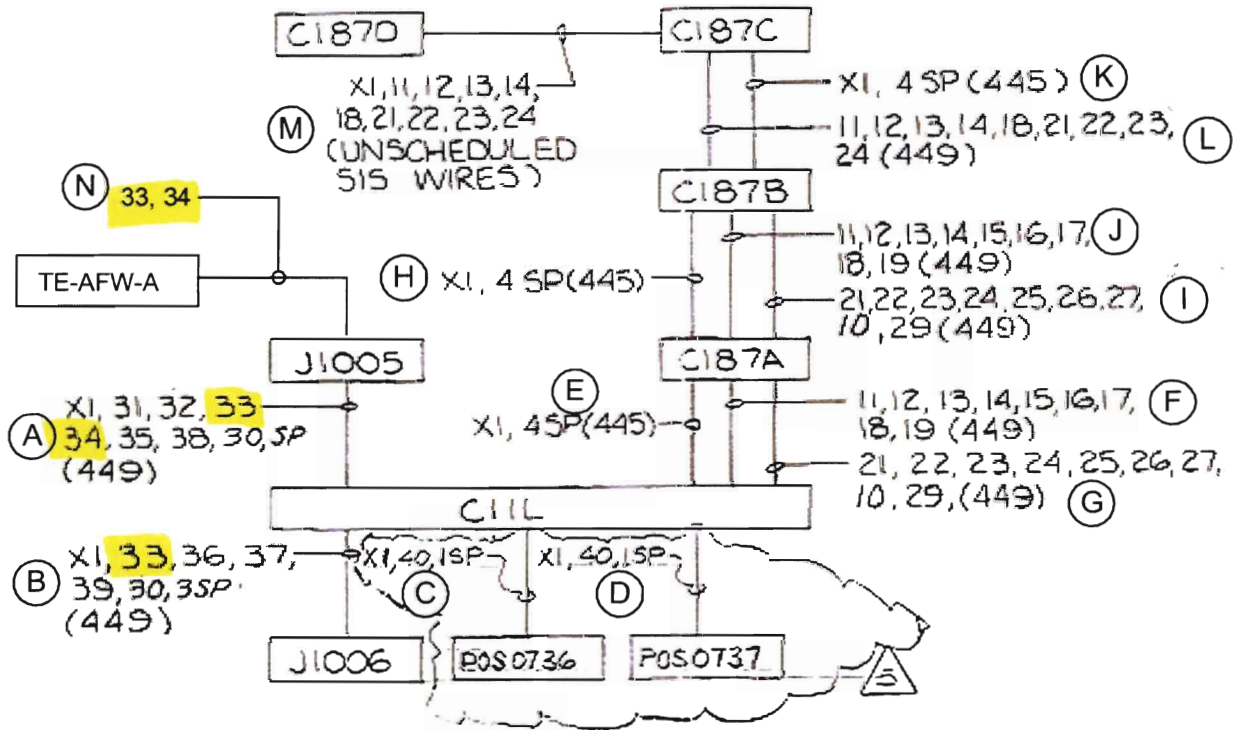 C187D
C187C
X1, 11, 12, 13, 14,
18, 21, 22, 23, 24
(UNSCHEDULED
SIS WIRES)
M
X1, 4 SP (445)
K
11, 12, 13, 14, 18, 21, 22, 23,
24 (449)
L
N
33, 34
C187B
TE-AFW-A
H
X1, 4 SP (445)
11, 12, 13, 14, 15, 16, 17,
18, 19 (449)
J
21, 22, 23, 24, 25, 26, 27,
10, 29 (449)
I
J1005
C187A
X1, 31, 32, 33
34, 35, 38, 30, SP
(449)
A
E
X1, 4SP (445)
11, 12, 13, 14, 15, 16, 17,
18, 19 (449)
F
21, 22, 23, 24, 25, 26, 27,
10, 29, (449)
G
C111L
X1, 33, 36, 37,
39, 30, 3SP
(449)
B
X1, 40, 1SP
C
X1, 40, 1SP
D
J1006
POS0736
POS0737
5